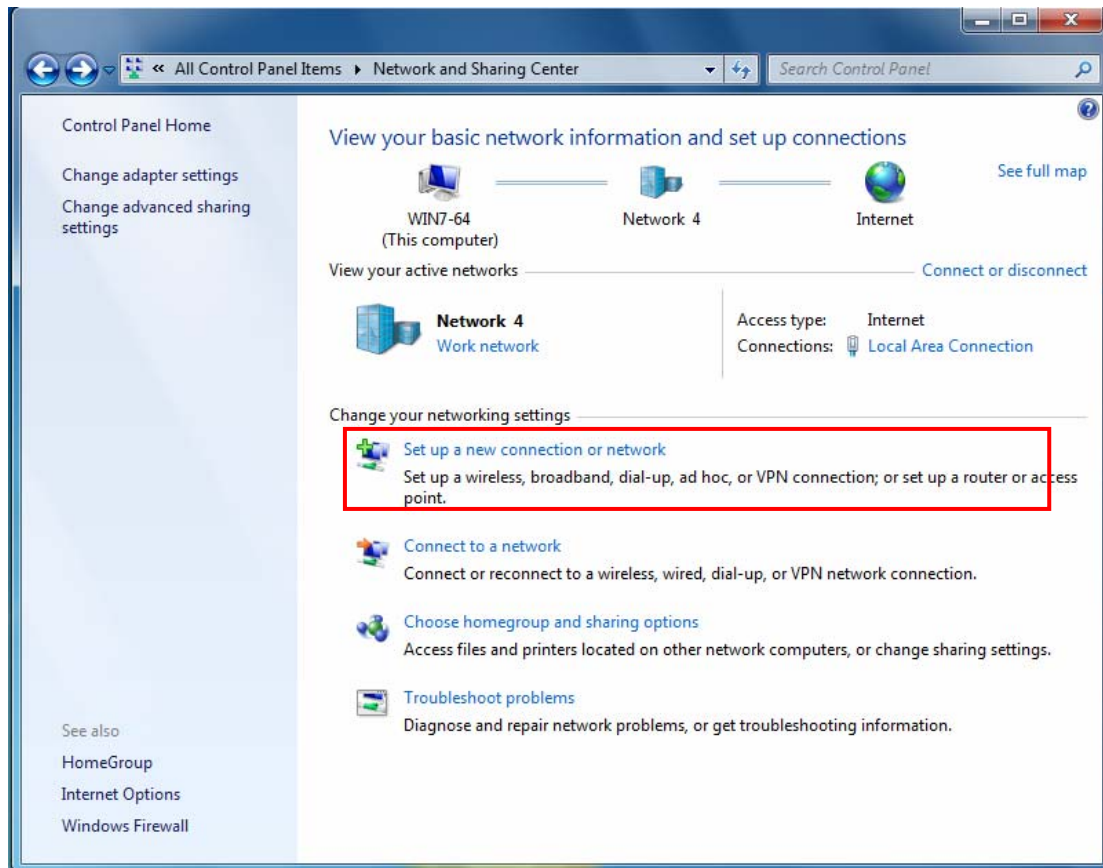 « All Control Panel Items ▸ Network and Sharing Center
Search Control Panel
Control Panel Home
Change adapter settings
Change advanced sharing
settings
View your basic network information and set up connections
See full map
WIN7-64
(This computer)
Network 4
Internet
View your active networks
Connect or disconnect
Network 4
Work network
Access type: Internet
Connections: Local Area Connection
Change your networking settings
Set up a new connection or network
Set up a wireless, broadband, dial-up, ad hoc, or VPN connection; or set up a router or access
point.
Connect to a network
Connect or reconnect to a wireless, wired, dial-up, or VPN network connection.
Choose homegroup and sharing options
Access files and printers located on other network computers, or change sharing settings.
Troubleshoot problems
Diagnose and repair network problems, or get troubleshooting information.
See also
HomeGroup
Internet Options
Windows Firewall